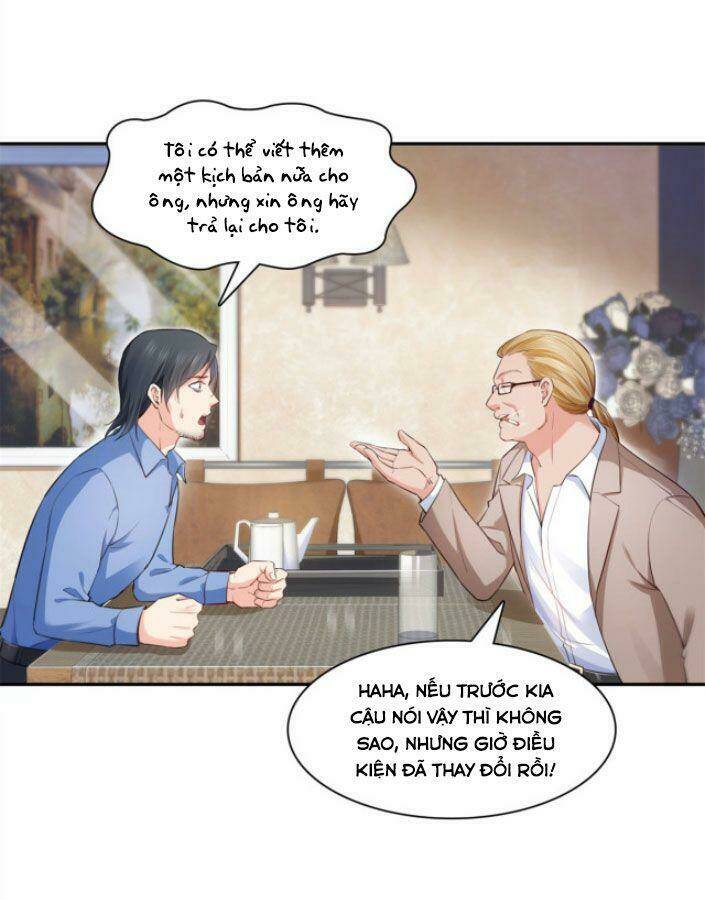 Tôi có thể viết thêm
một kịch bản nữa cho
ông, nhưng xin ông hãy
trả lại cho tôi.
HAHA, NẾU TRƯỚC KIA
CẬU NÓI VẬY THÌ KHÔNG
SAO, NHƯNG GIỜ ĐIỀU
KIỆN ĐÃ THAY ĐỔI RỒI!